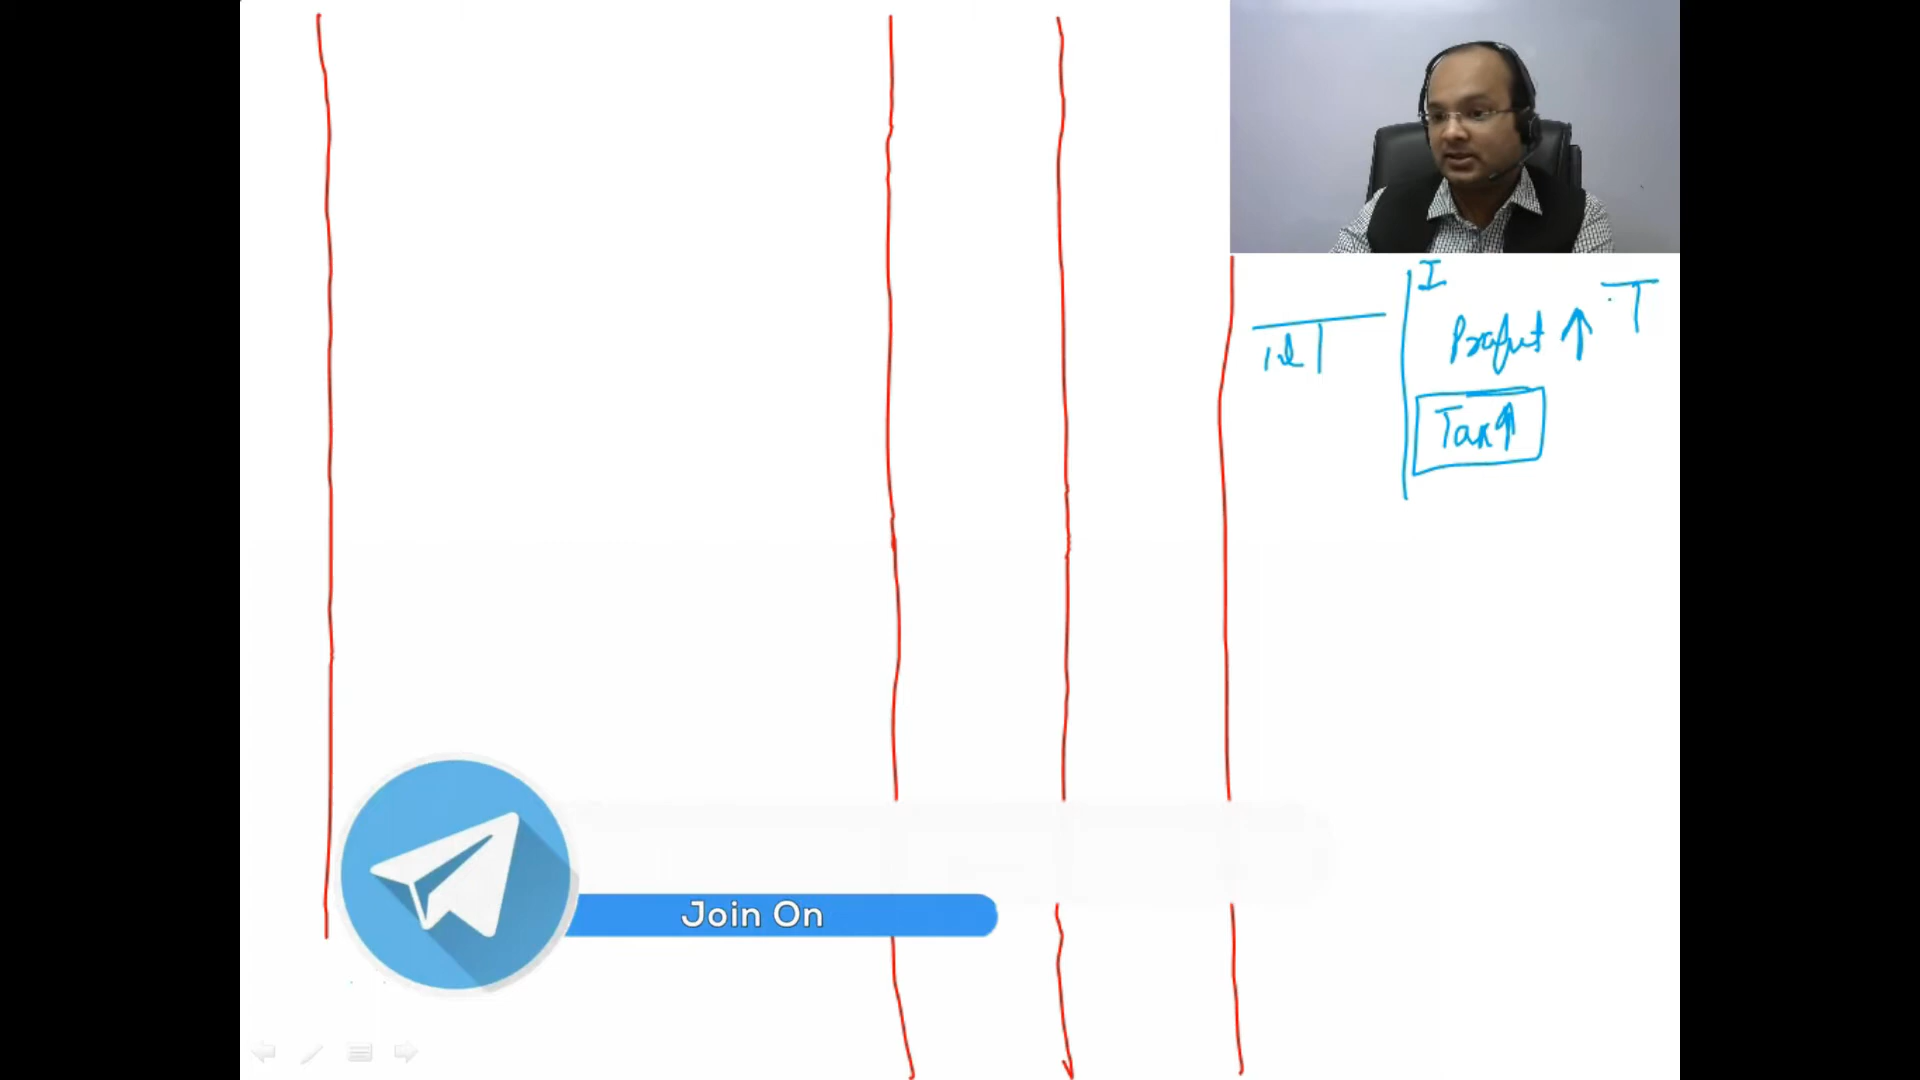 I
Profit ↑ T
Tax↑
Join On